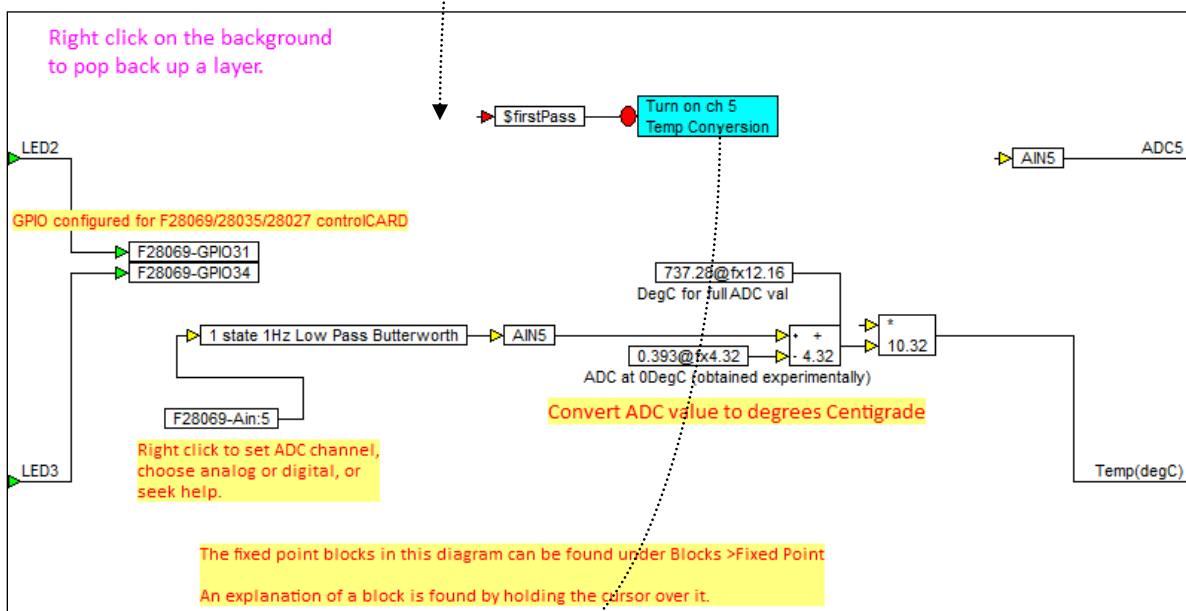 Right click on the background
to pop back up a layer.
$firstPass
Turn on ch 5
Temp Conversion
LED2
AIN5
ADC5
GPIO configured for F28069/28035/28027 controlCARD
F28069-GPIO31
F28069-GPIO34
737.28@fx12.16
DegC for full ADC val
1 state 1Hz Low Pass Butterworth
AIN5
+
- 4.32
*
10.32
0.393@fx4.32
ADC at 0DegC (obtained experimentally)
Convert ADC value to degrees Centigrade
F28069-Ain:5
Right click to set ADC channel,
choose analog or digital, or
seek help.
LED3
Temp(degC)
The fixed point blocks in this diagram can be found under Blocks >Fixed Point
An explanation of a block is found by holding the cursor over it.